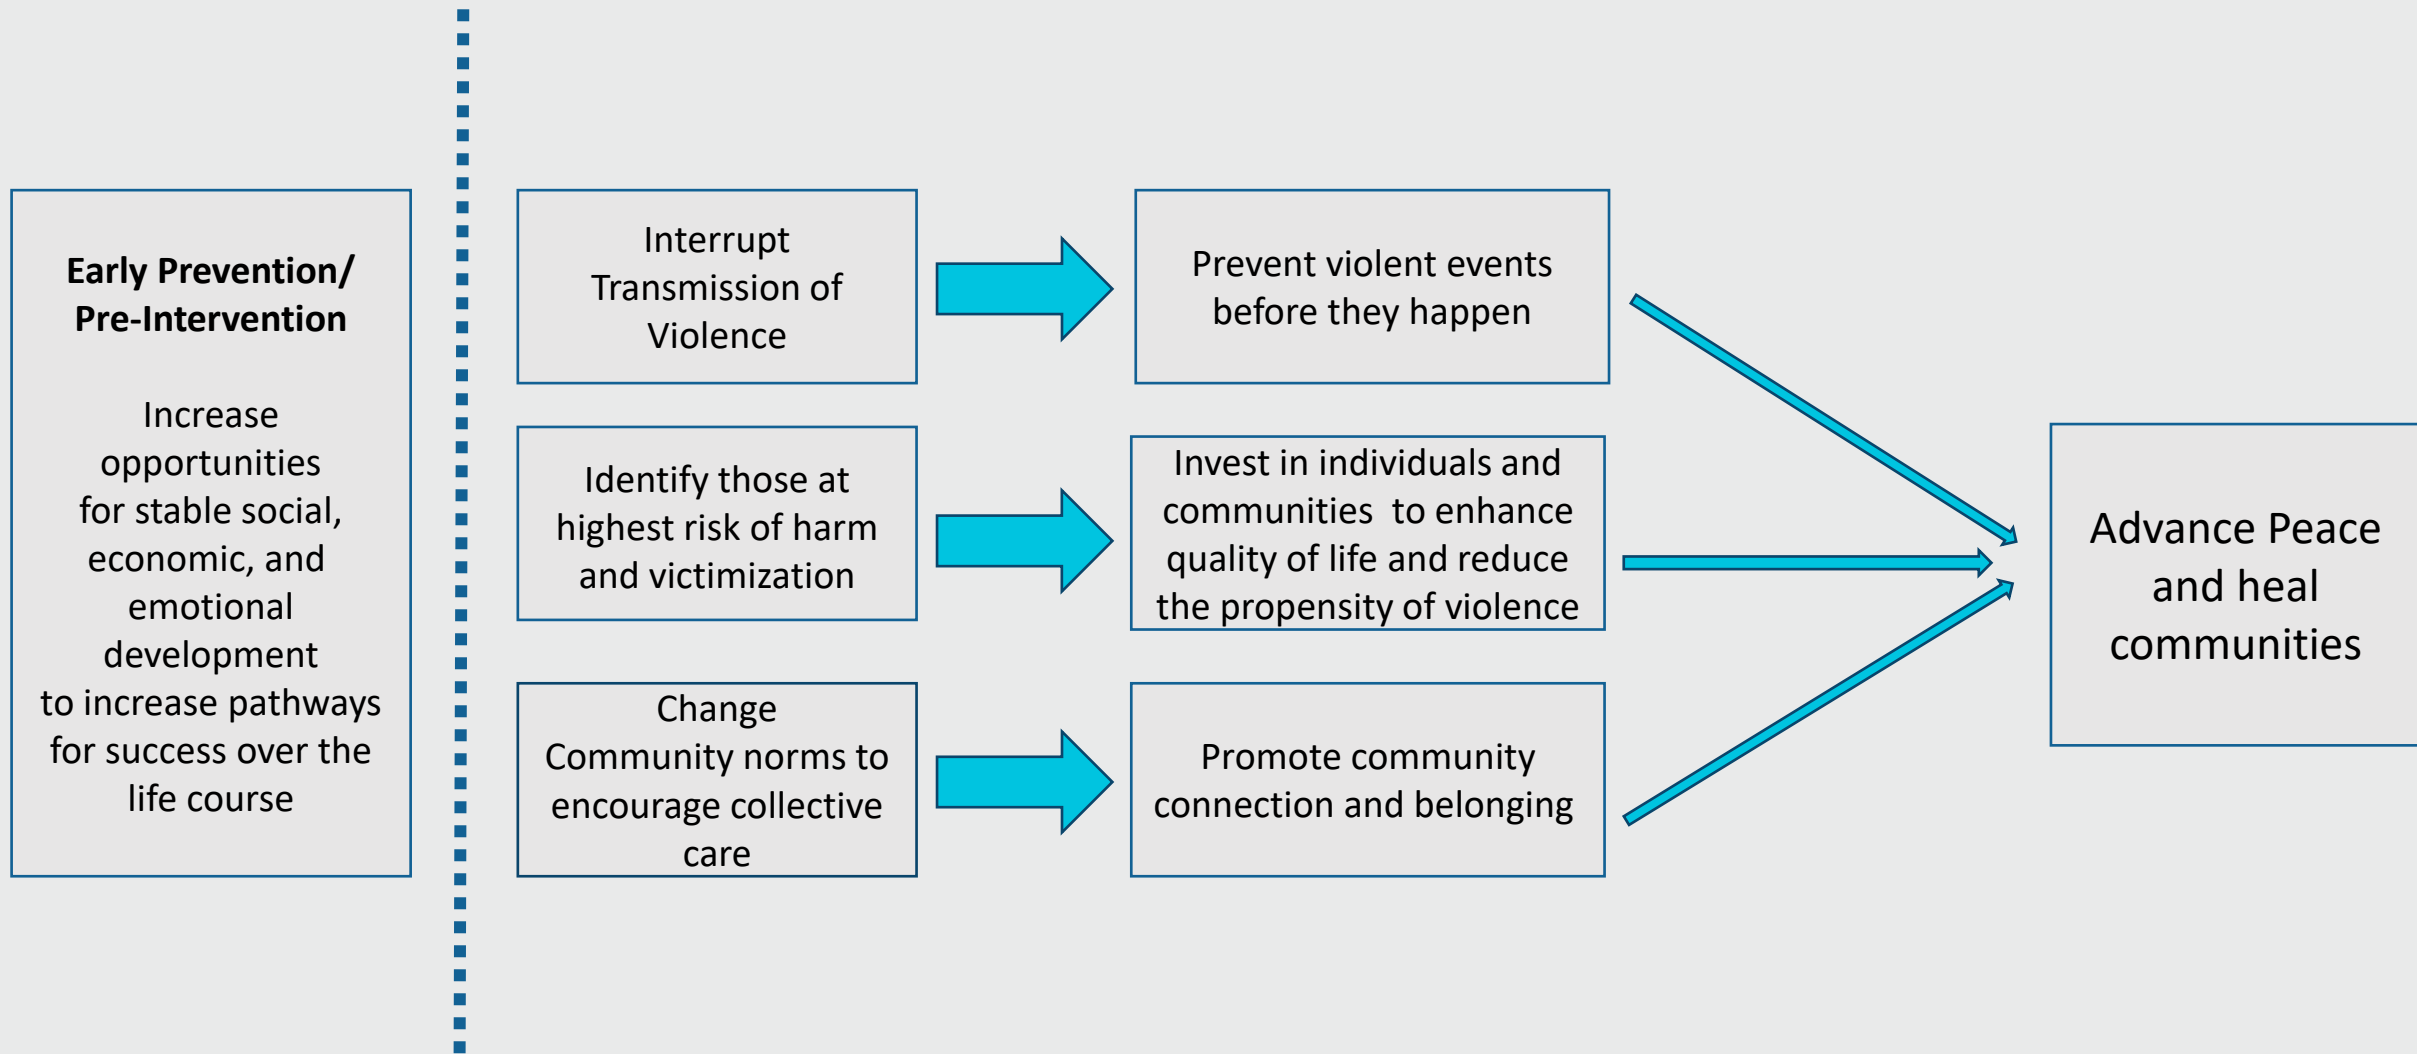 Early Prevention/
Pre-Intervention
Increase
opportunities
for stable social,
economic, and
emotional
development
to increase pathways
for success over the
life course
Interrupt
Transmission of
Violence
Prevent violent events
before they happen
Identify those at
highest risk of harm
and victimization
Invest in individuals and
communities  to enhance
quality of life and reduce
the propensity of violence
Change
Community norms to
encourage collective
care
Promote community
connection and belonging
Advance Peace
and heal
communities